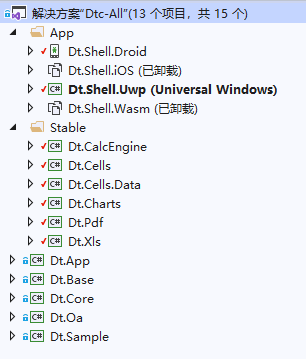 解决方案"Dtc-All"(13 个项目，共 15 个)
App
Dt.Shell.Droid
Dt.Shell.iOS (已卸载)
Dt.Shell.Uwp (Universal Windows)
Dt.Shell.Wasm (已卸载)
Stable
Dt.CalcEngine
Dt.Cells
Dt.Cells.Data
Dt.Charts
Dt.Pdf
Dt.Xls
Dt.App
Dt.Base
Dt.Core
Dt.Oa
Dt.Sample